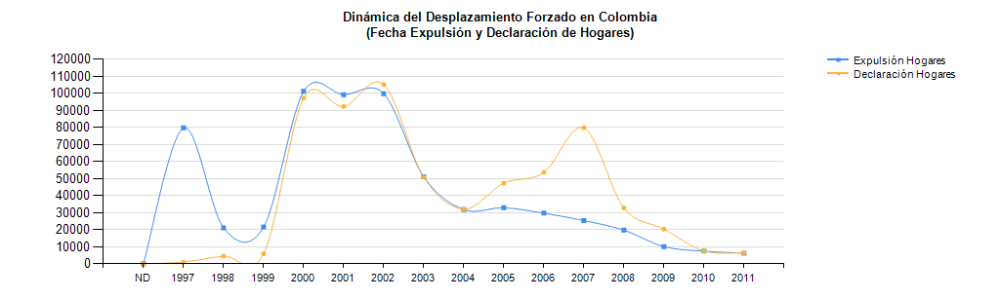 Dinámica del Desplazamiento Forzado en Colombia
(Fecha Expulsión y Declaración de Hogares)
Expulsión Hogares
Declaración Hogares
120000
110000
100000
90000
80000
70000
60000
50000
40000
30000
20000
10000
0
ND 1997 1998 1999 2000 2001 2002 2003 2004 2005 2006 2007 2008 2009 2010 2011